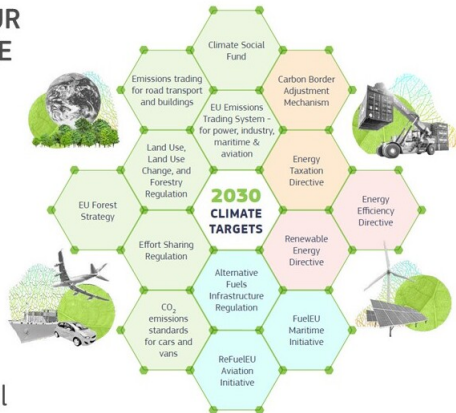 UR
E
Climate Social
Fund
Emissions trading
for road transport
and buildings
Carbon Border
Adjustment
Mechanism
EU Emissions
Trading System -
for power, industry,
maritime &
aviation
Land Use,
Land Use
Change, and
Forestry
Regulation
Energy
Taxation
Directive
EU Forest
Strategy
2030
CLIMATE
TARGETS
Energy
Efficiency
Directive
Effort Sharing
Regulation
Renewable
Energy
Directive
Alternative
Fuels
Infrastructure
Regulation
CO₂
emissions
standards
for cars and
vans
FuelEU
Maritime
Initiative
ReFuelEU
Aviation
Initiative
l